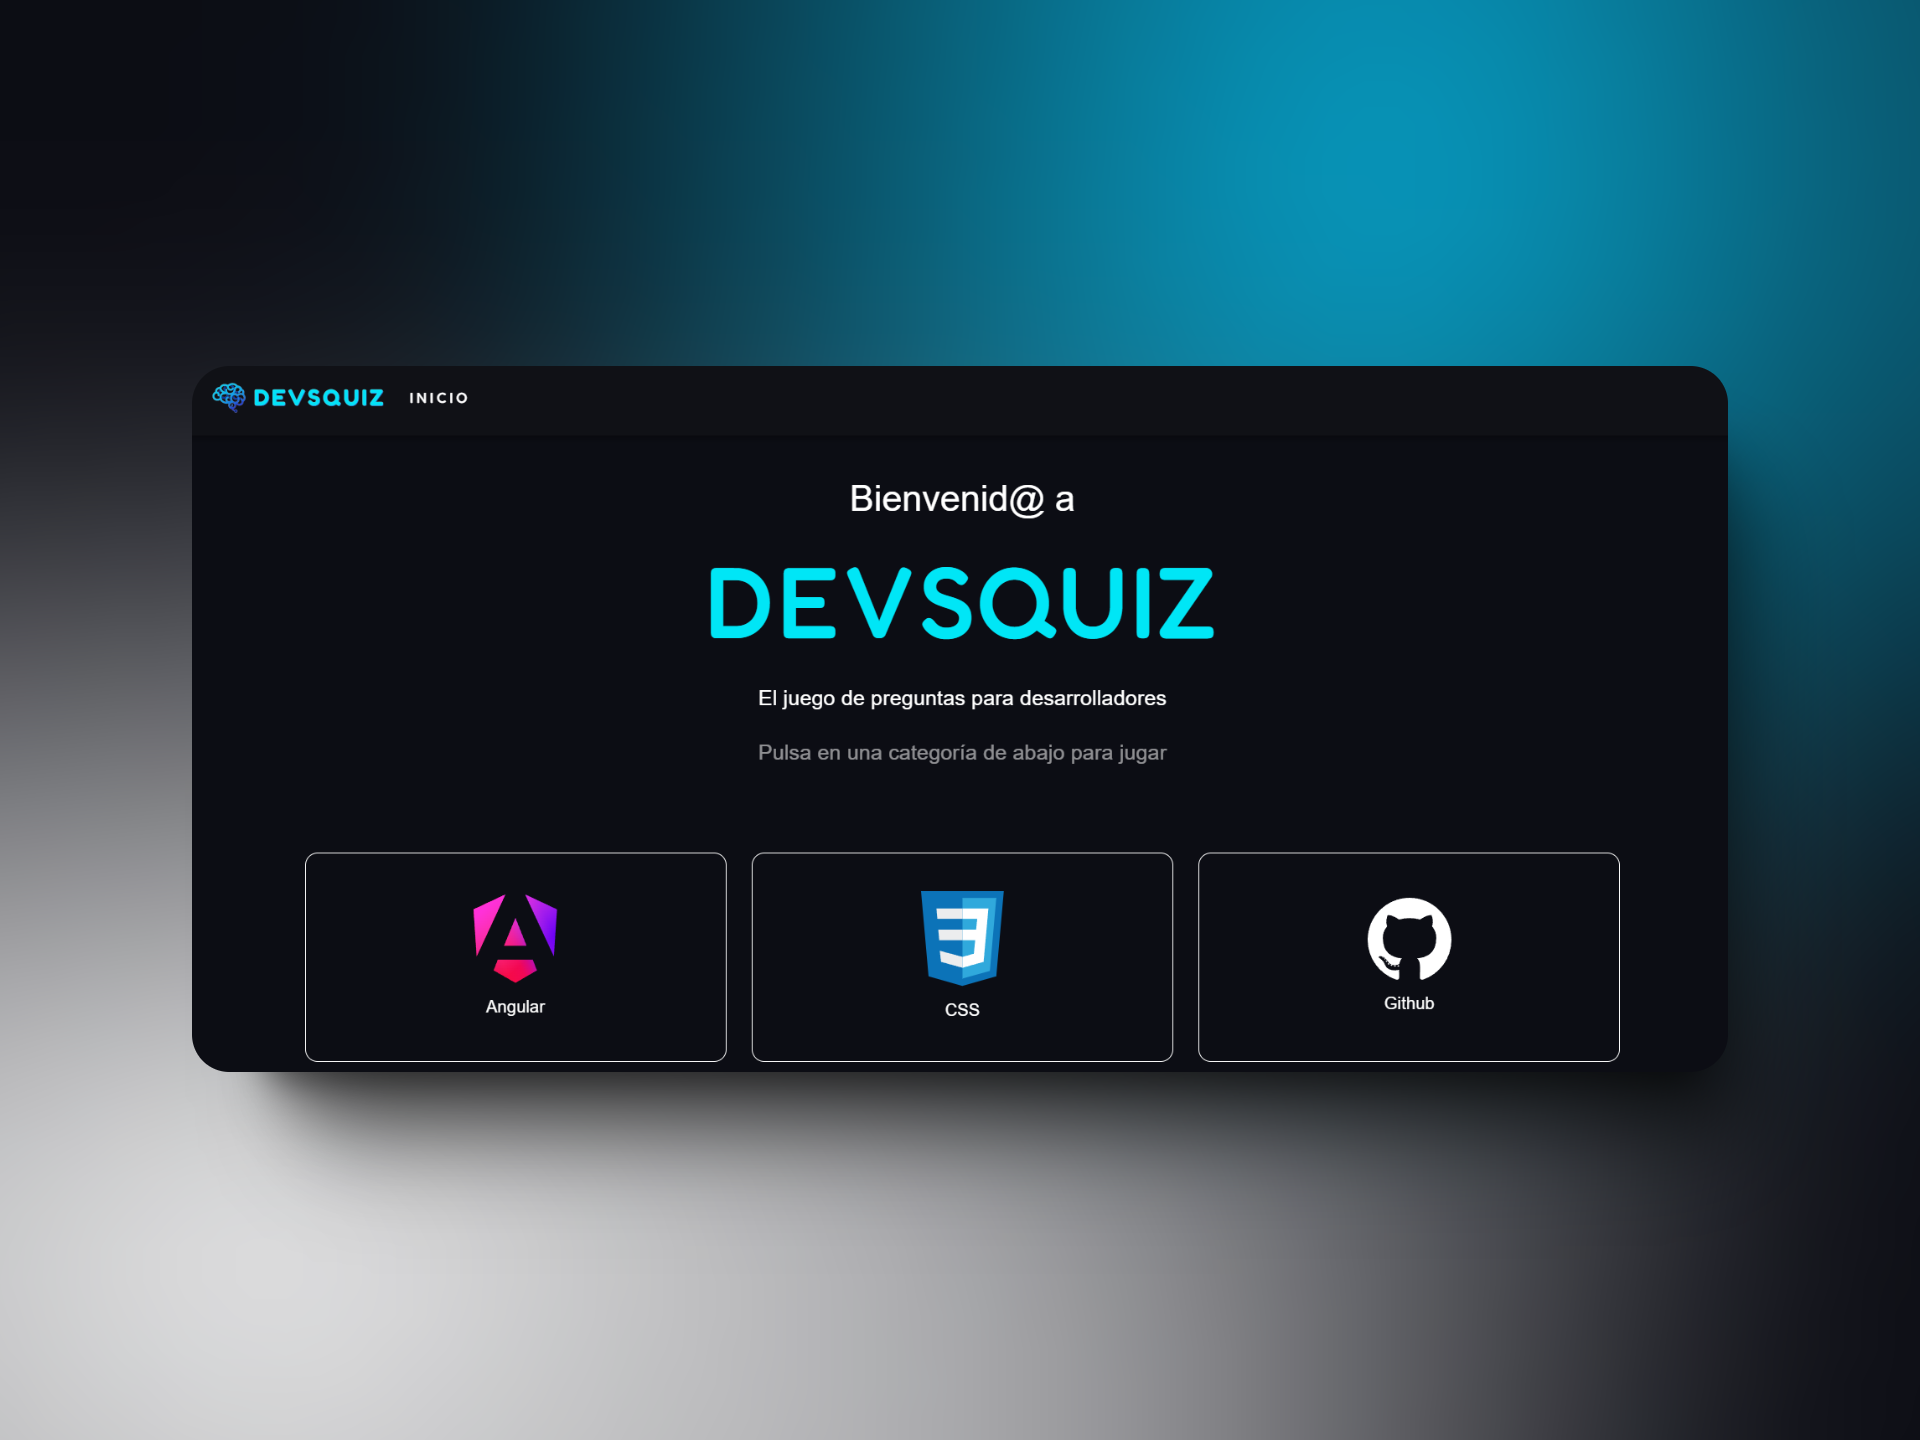 DEVSQUIZ INICIO
Bienvenid@ a
DEVSQUIZ
El juego de preguntas para desarrolladores
Pulsa en una categoría de abajo para jugar
Angular
CSS
Github